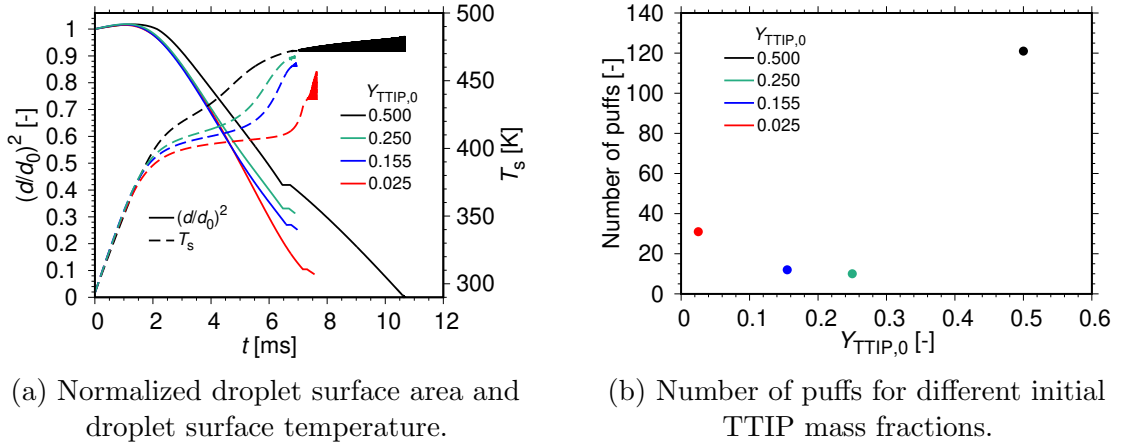 1
0.9
0.8
0.7
0.6
0.5
0.4
0.3
0.2
0.1
0
(d/d0)² [-]
0 2 4 6 8 10 12
t [ms]
500
450
400
350
300
Ts [K]
YTTIP,0
0.500
0.250
0.155
0.025
(d/d0)²
Ts
(a) Normalized droplet surface area and
droplet surface temperature.
140
120
100
80
60
40
20
0
Number of puffs [-]
0 0.1 0.2 0.3 0.4 0.5 0.6
YTTIP,0 [-]
YTTIP,0
0.500
0.250
0.155
0.025
(b) Number of puffs for different initial
TTIP mass fractions.